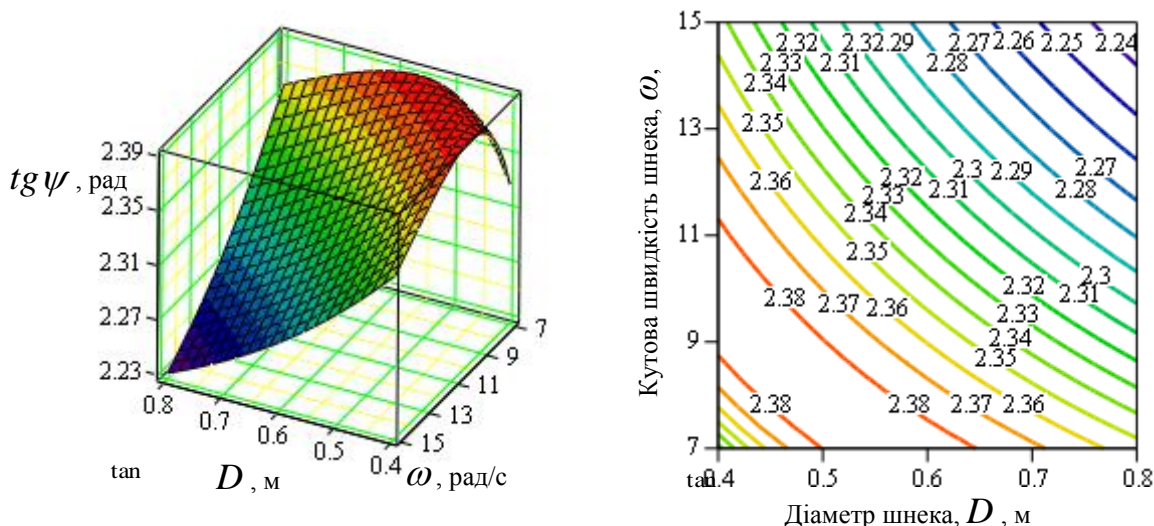 tgψ, рад
2.39
2.35
2.31
2.27
2.23
0.8
0.7
0.6
0.5
0.4
7
9
11
13
15
tan
D, м
ω, рад/с
Кутова швидкість шнека, ω,
15
13
11
9
7
2.32 2.32 2.29 2.27 2.26 2.25 2.24
2.33 2.31 2.28
2.34
2.35
2.36
2.32 2.3 2.29 2.27
2.33 2.31 2.28
2.34
2.35
2.38 2.37 2.36
2.32 2.3
2.33 2.31
2.34
2.35
2.38 2.38 2.37 2.36
tan
0.4 0.5 0.6 0.7 0.8
Діаметр шнека, D, м